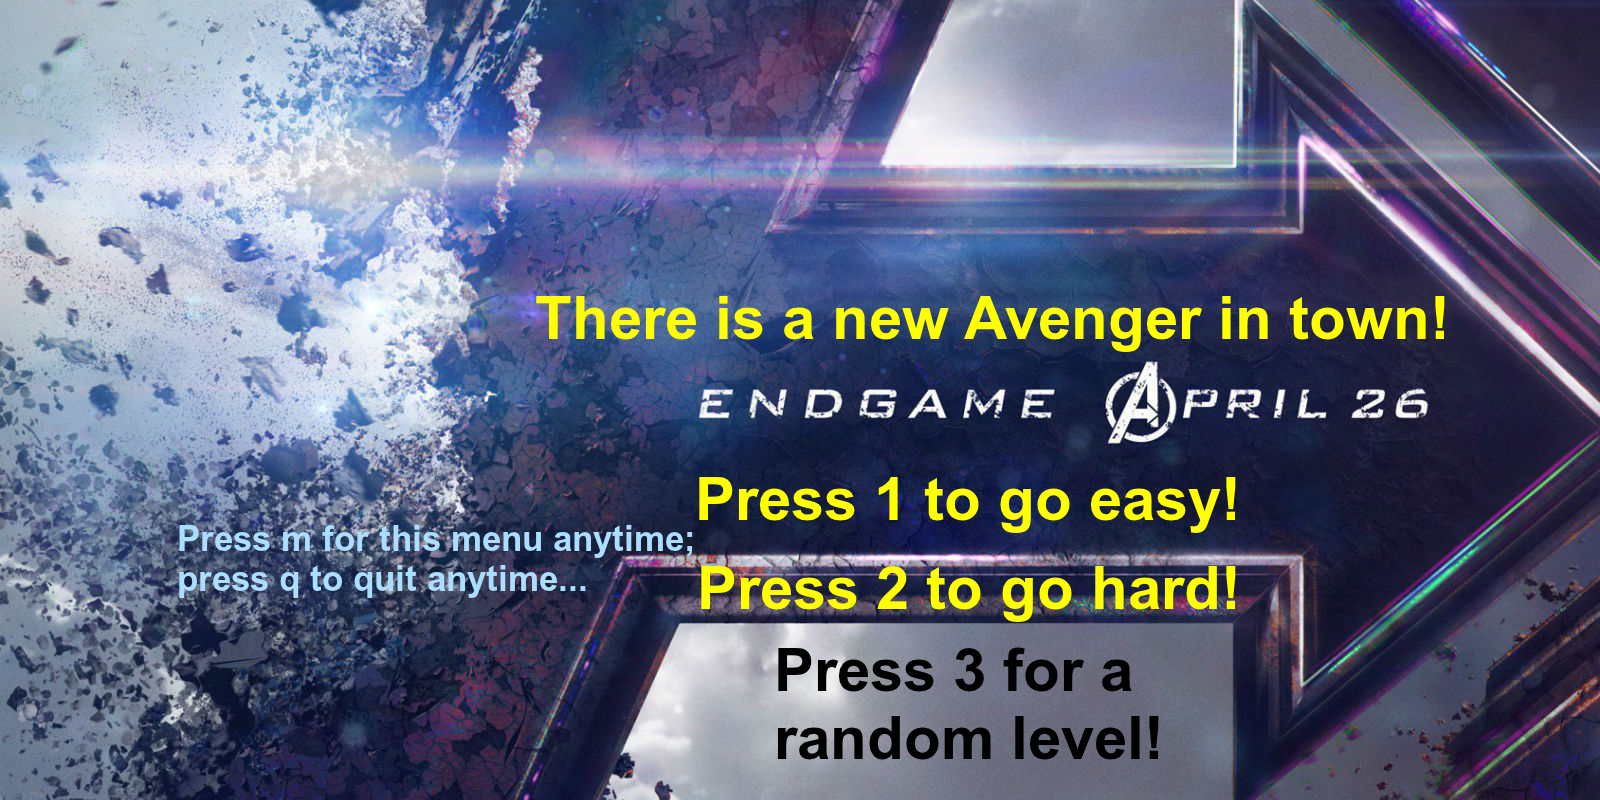 There is a new Avenger in town!
ENDGAME APRIL 26
Press 1 to go easy!
Press m for this menu anytime;
press q to quit anytime...
Press 2 to go hard!
Press 3 for a
random level!